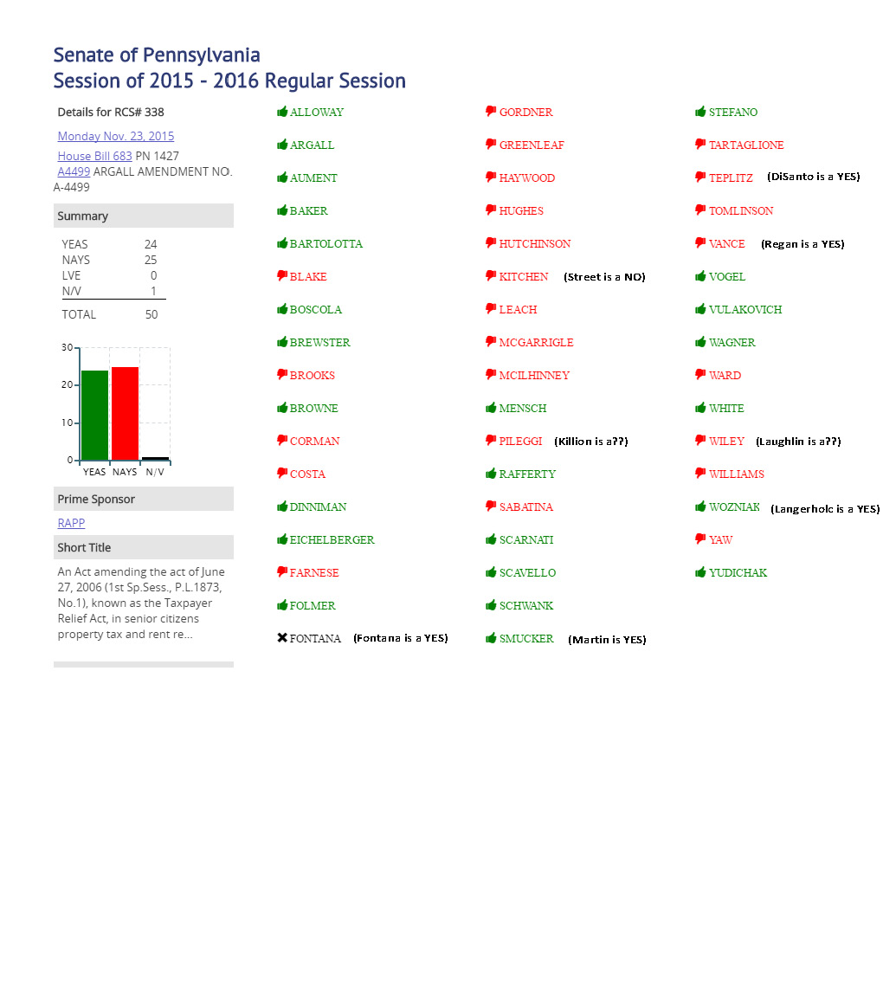 Senate of Pennsylvania
Session of 2015 - 2016 Regular Session
Details for RCS# 338
Monday Nov. 23, 2015
House Bill 683 PN 1427
A4499 ARGALL AMENDMENT NO.
A-4499
Summary
YEAS 24
NAYS 25
LVE 0
N/V 1
TOTAL 50
30
20
10
0
YEAS NAYS N/V
Prime Sponsor
RAPP
Short Title
An Act amending the act of June
27, 2006 (1st Sp.Sess., P.L.1873,
No.1), known as the Taxpayer
Relief Act, in senior citizens
property tax and rent re...
ALLOWAY
ARGALL
AUMENT
BAKER
BARTOLOTTA
BLAKE
BOSCOLA
BREWSTER
BROOKS
BROWNE
CORMAN
COSTA
DINNIMAN
EICHELBERGER
FARNESE
FOLMER
FONTANA (Fontana is a YES)
GORDNER
GREENLEAF
HAYWOOD
HUGHES
HUTCHINSON
KITCHEN (Street is a NO)
LEACH
MCGARRIGLE
MCILHINNEY
MENSCH
PILEGGI (Killion is a??)
RAFFERTY
SABATINA
SCARNATI
SCAVELLO
SCHWANK
SMUCKER (Martin is YES)
STEFANO
TARTAGLIONE
TEPLITZ (DiSanto is a YES)
TOMLINSON
VANCE (Regan is a YES)
VOGEL
VULAKOVICH
WAGNER
WARD
WHITE
WILEY (Laughlin is a??)
WILLIAMS
WOZNIAK (Langerholc is a YES)
YAW
YUDICHAK